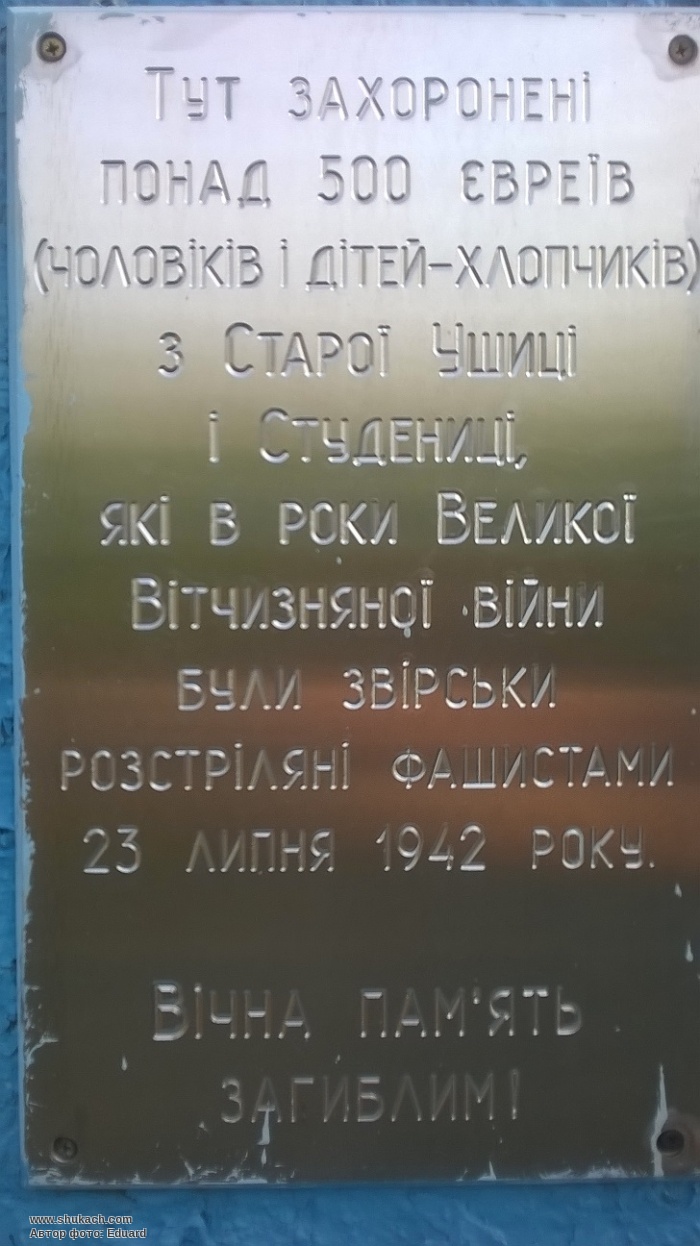 Тут захоронені
понад 500 євреїв
(чоловіків і дітей-хлопчиків)
з Старої Ушиці
і Студениці,
які в роки Великої
Вітчизняної війни
були звірськи
розстріляні фашистами
23 липня 1942 року.
Вічна пам'ять
загиблим!
www.shukach.com
Автор фото: Eduard